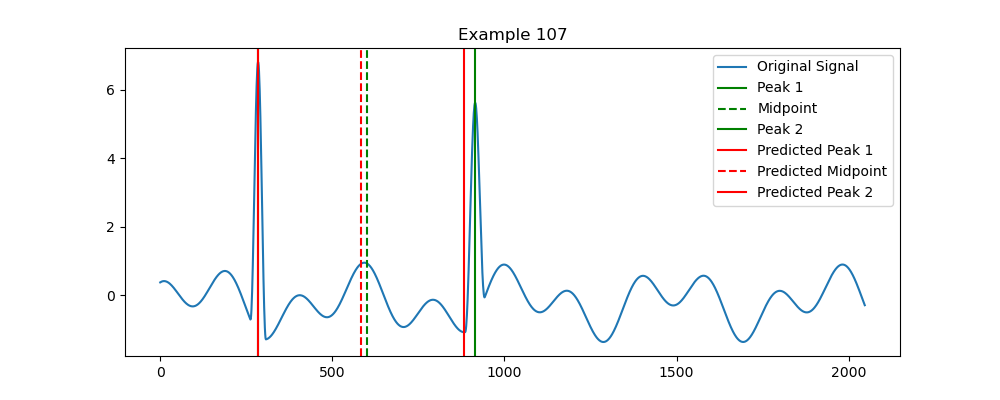 Example 107
Original Signal
Peak 1
Midpoint
Peak 2
Predicted Peak 1
Predicted Midpoint
Predicted Peak 2
6
4
2
0
0 500 1000 1500 2000